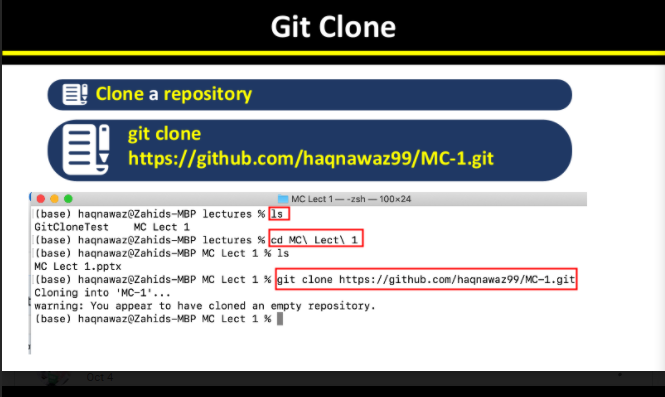 Git Clone
Clone a repository
git clone
https://github.com/haqnawaz99/MC-1.git
MC Lect 1 — -zsh — 100×24
(base) haqnawaz@Zahids-MBP lectures % ls
GitCloneTest MC Lect 1
(base) haqnawaz@Zahids-MBP lectures % cd MC\ Lect\ 1
(base) haqnawaz@Zahids-MBP MC Lect 1 % ls
MC Lect 1.pptx
(base) haqnawaz@Zahids-MBP MC Lect 1 % git clone https://github.com/haqnawaz99/MC-1.git
Cloning into 'MC-1'...
warning: You appear to have cloned an empty repository.
(base) haqnawaz@Zahids-MBP MC Lect 1 %
Oct 4